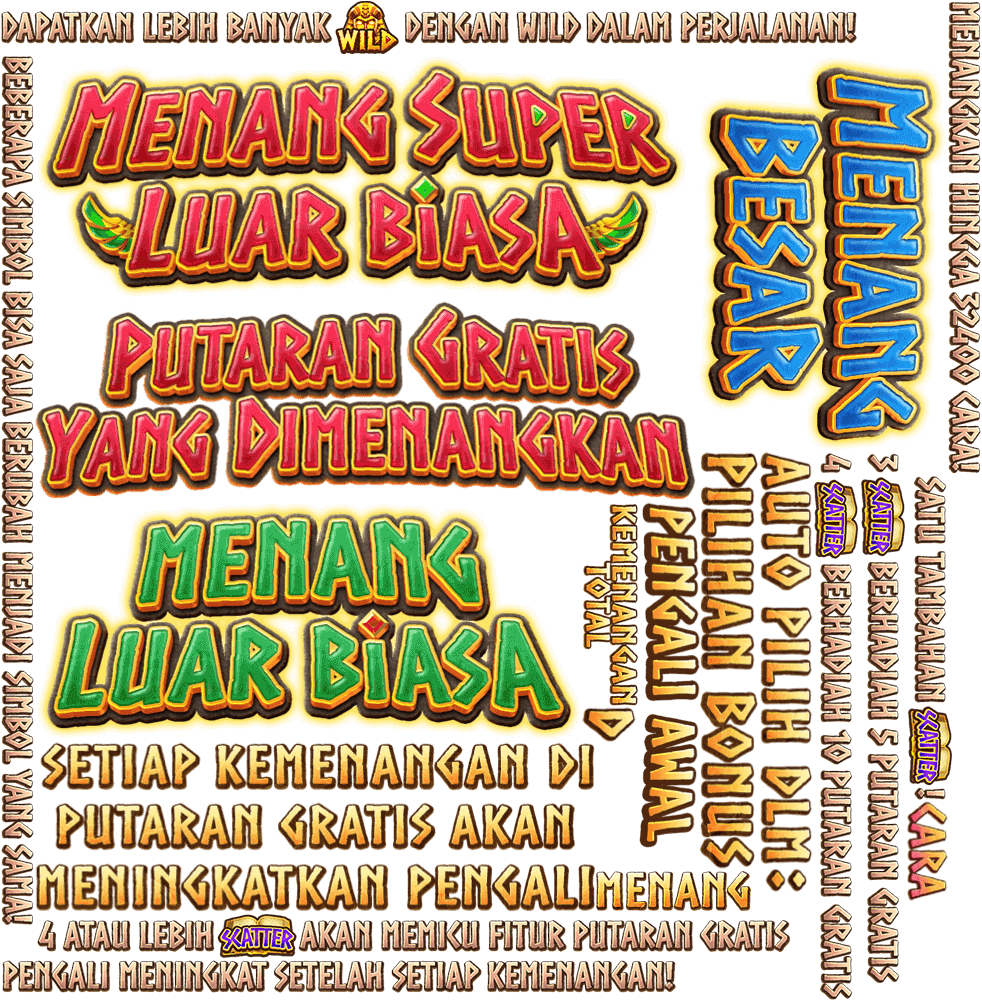 DAPATKAN LEBIH BANYAK WILD DENGAN WILD DALAM PERJALANAN!
MENANGKAN HINGGA 32400 CARA!
BEBERAPA SIMBOL BISA SAJA BERUBAH MENJADI SIMBOL YANG SAMA!
MENANG SUPER
LUAR BIASA
MENANG
BESAR
PUTARAN GRATIS
YANG DIMENANGKAN
MENANG
LUAR BIASA
KEMENANGAN
TOTAL
D
AUTO PILIH DLM:
PILIHAN BONUS
PENGALI AWAL
3 SCATTER BERHADIAH 5 PUTARAN GRATIS
4 SCATTER BERHADIAH 10 PUTARAN GRATIS
SATU TAMBAHAN SCATTER!
CARA
SETIAP KEMENANGAN DI
PUTARAN GRATIS AKAN
MENINGKATKAN PENGALI
MENANG
4 ATAU LEBIH SCATTER AKAN MEMICU FITUR PUTARAN GRATIS
PENGALI MENINGKAT SETELAH SETIAP KEMENANGAN!